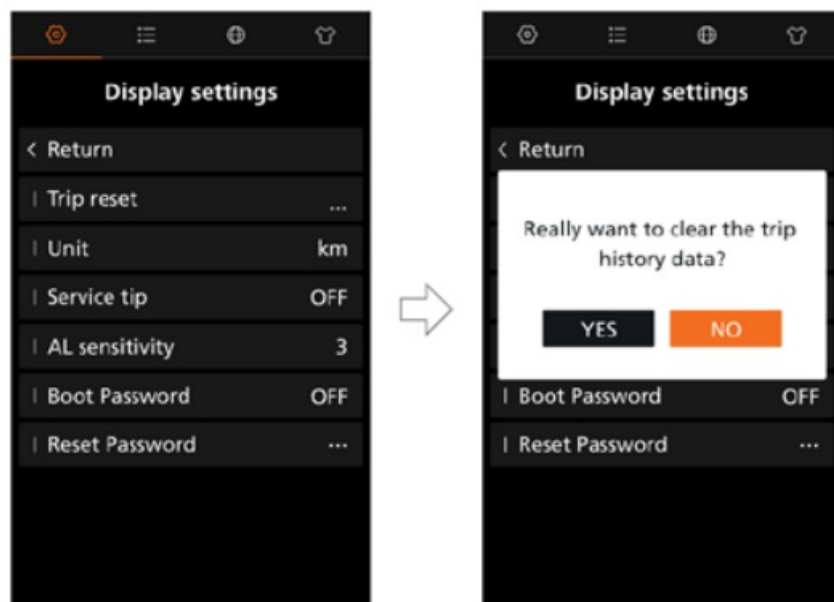 Display settings
< Return
Trip reset ...
Unit km
Service tip OFF
AL sensitivity 3
Boot Password OFF
Reset Password ...
Display settings
< Return
Really want to clear the trip
history data?
YES NO
Boot Password OFF
Reset Password ...